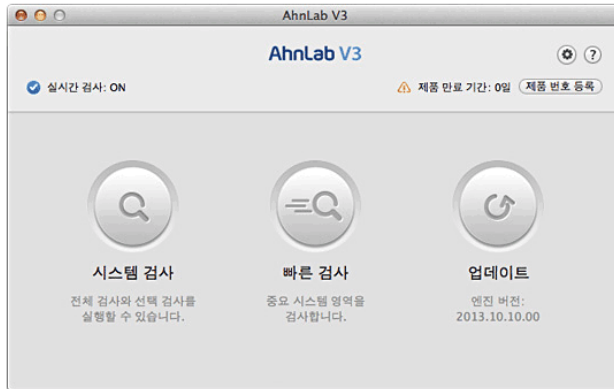 AhnLab V3
AhnLab V3
실시간 검사: ON
제품 만료 기간: 0일
제품 번호 등록
시스템 검사
빠른 검사
업데이트
전체 검사와 선택 검사를
실행할 수 있습니다.
중요 시스템 영역을
검사합니다.
엔진 버전:
2013.10.10.00